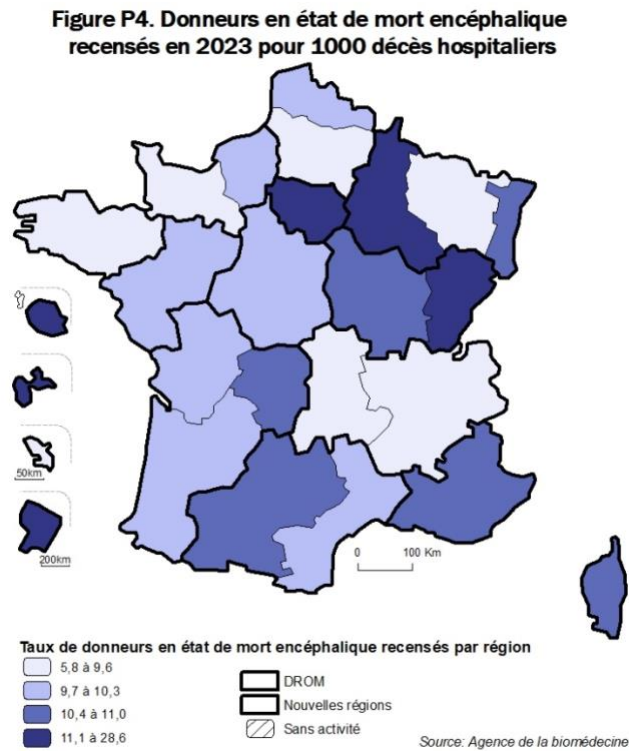 Figure P4. Donneurs en état de mort encéphalique
recensés en 2023 pour 1000 décès hospitaliers
50km
200km
0 100 Km
Taux de donneurs en état de mort encéphalique recensés par région
5,8 à 9,6
9,7 à 10,3
10,4 à 11,0
11,1 à 28,6
DROM
Nouvelles régions
Sans activité
Source: Agence de la biomédecine